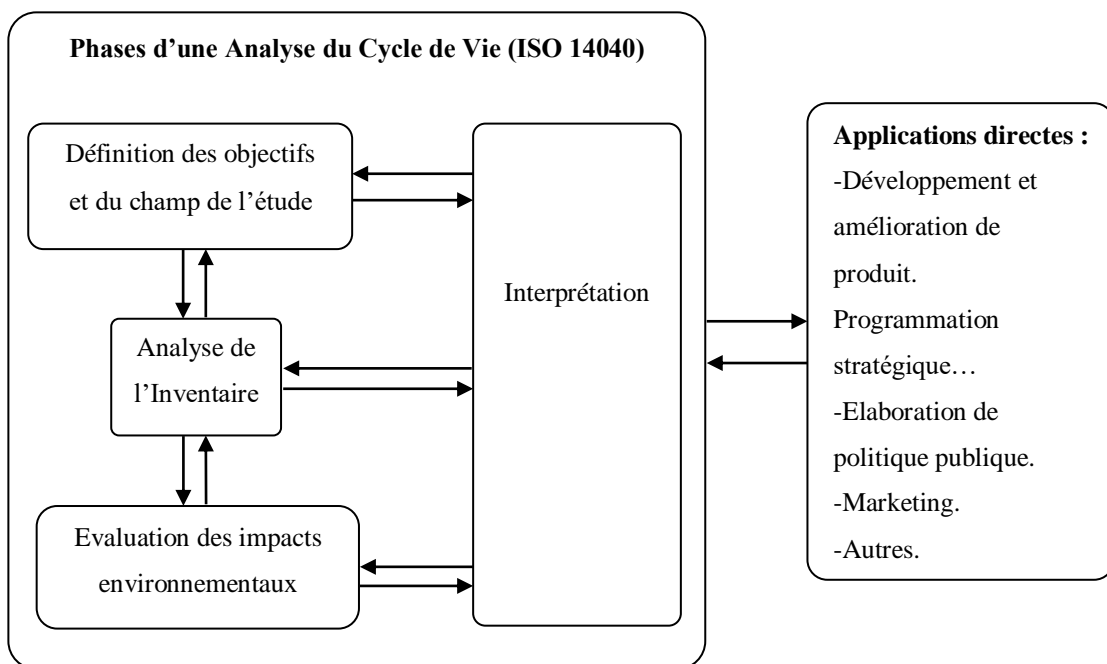 Phases d’une Analyse du Cycle de Vie (ISO 14040)
Définition des objectifs
et du champ de l’étude
Analyse de
l’Inventaire
Evaluation des impacts
environnementaux
Interprétation
Applications directes :
-Développement et
amélioration de
produit.
Programmation
stratégique…
-Elaboration de
politique publique.
-Marketing.
-Autres.